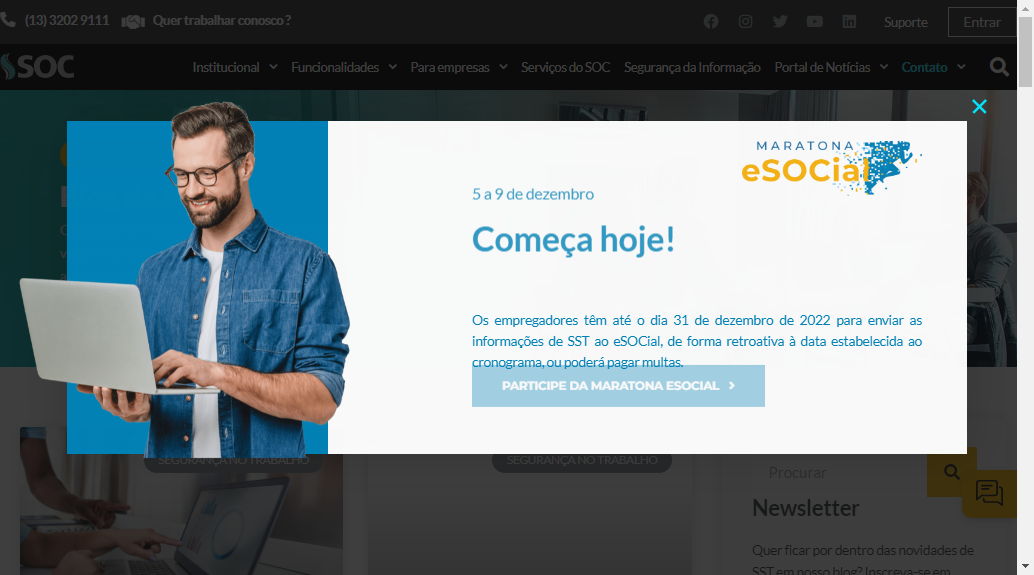 (13) 3202 9111 Quer trabalhar conosco ?
Suporte Entrar
SOC
Institucional Funcionalidades Para empresas Serviços do SOC Segurança da Informação Portal de Notícias Contato
MARATONA
eSOCial
5 a 9 de dezembro
Começa hoje!
Os empregadores têm até o dia 31 de dezembro de 2022 para enviar as
informações de SST ao eSOCial, de forma retroativa à data estabelecida ao
cronograma, ou poderá pagar multas.
PARTICIPE DA MARATONA ESOCIAL
SEGURANÇA NO TRABALHO
SEGURANÇA NO TRABALHO
Procurar
Newsletter
Quer ficar por dentro das novidades de
SST em nosso blog? Inscreva-se em